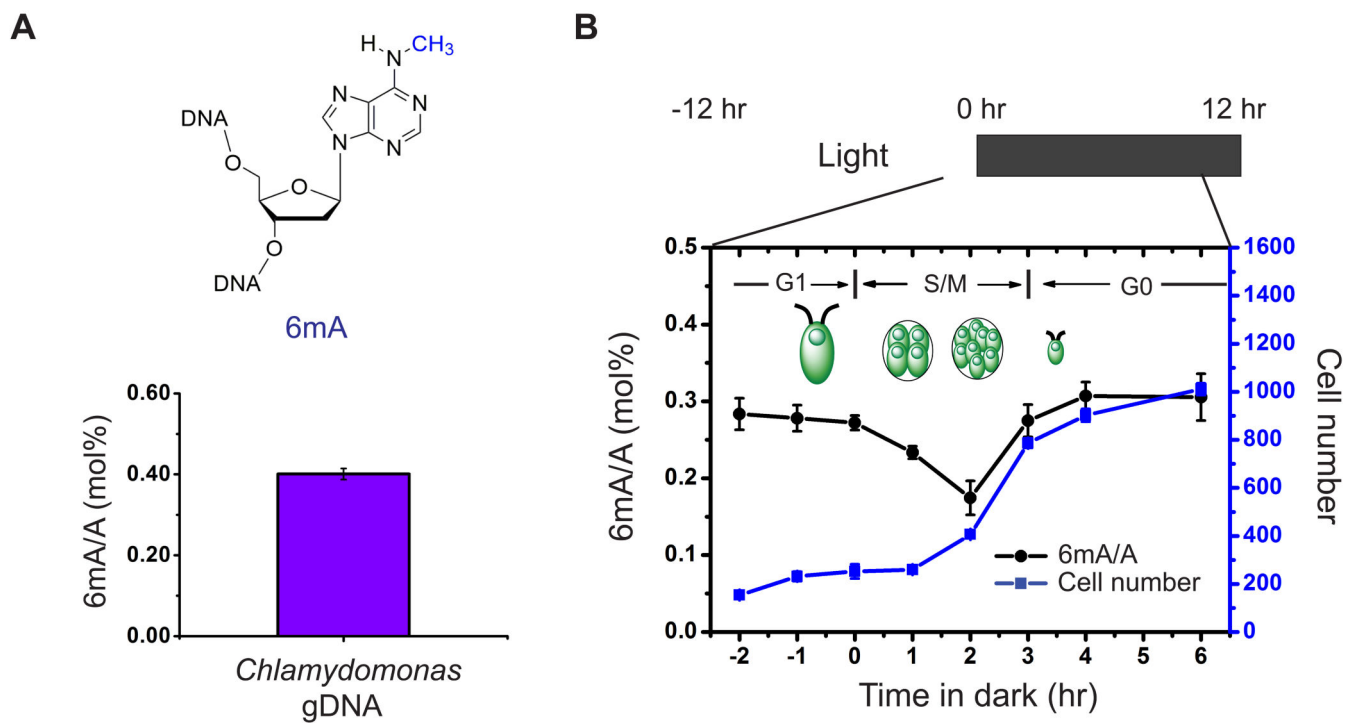 A
H
N
CH3
N
N
N
N
DNA
O
O
O
DNA
6mA
6mA/A (mol%)
0.60
0.40
0.20
0.00
Chlamydomonas
gDNA
B
-12 hr
0 hr
12 hr
Light
6mA/A (mol%)
0.5
0.4
0.3
0.2
0.1
0.0
G1
S/M
G0
6mA/A
Cell number
1600
1400
1200
1000
800
600
400
200
0
Cell number
-2 -1 0 1 2 3 4 5 6
Time in dark (hr)